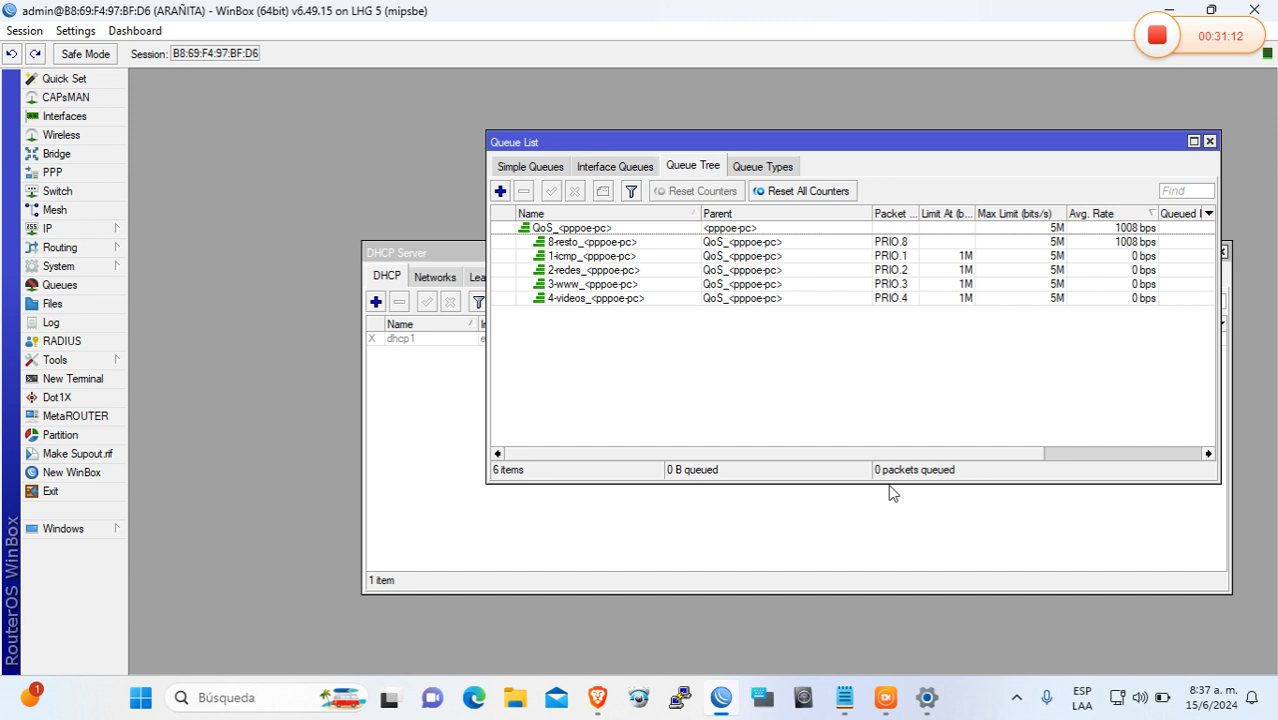 admin@B8:69:F4:97:BF:D6 (ARAÑITA) - WinBox (64bit) v6.49.15 on LHG 5 (mipsbe)
Session Settings Dashboard
00:31:12
Safe Mode Session: B8:69:F4:97:BF:D6
Quick Set
CAPsMAN
Interfaces
Wireless
Bridge
PPP
Switch
Mesh
IP
Routing
System
Queues
Files
Log
RADIUS
Tools
New Terminal
Dot1X
MetaROUTER
Partition
Make Supout.rif
New WinBox
Exit
Windows
RouterOS WinBox
Queue List
Simple Queues Interface Queues Queue Tree Queue Types
Reset Counters Reset All Counters Find
Name Parent Packet ... Limit At (b... Max Limit (bits/s) Avg. Rate Queued
QoS_<pppoe-pc> <pppoe-pc> 5M 1008 bps
8-resto_<pppoe-pc> QoS_<pppoe-pc> PRIO.8 5M 1008 bps
1-icmp_<pppoe-pc> QoS_<pppoe-pc> PRIO.1 1M 5M 0 bps
2-redes_<pppoe-pc> QoS_<pppoe-pc> PRIO.2 1M 5M 0 bps
3-www_<pppoe-pc> QoS_<pppoe-pc> PRIO.3 1M 5M 0 bps
4-videos_<pppoe-pc> QoS_<pppoe-pc> PRIO.4 1M 5M 0 bps
6 items 0 B queued 0 packets queued
DHCP Server
DHCP Networks Lea
Name
X dhcp1
1 item
1
Búsqueda
ESP
LAA
8:37 a. m.
15/6/2024